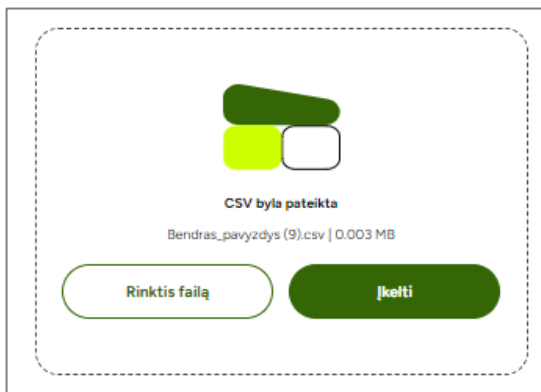 CSV byla pateikta
Bendras_pavyzdys (9).csv | 0.003 MB
Rinktis failą
Įkelti